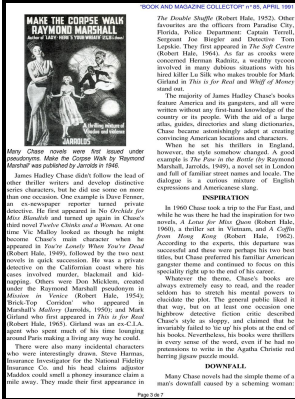 "BOOK AND MAGAZINE COLLECTOR" n° 85, APRIL 1991
MAKE THE CORPSE WALK
RAYMOND MARSHALL
JARROLDS
Many Chase novels were first issued under
pseudonyms. Make the Corpse Walk by 'Raymond
Marshall' was published by Jarrolds in 1946.
James Hadley Chase didn't follow the lead of
other thriller writers and develop distinctive
series characters, but he did use some on more
than one occasion. One example is Dave Fenner,
an ex-newspaper reporter turned private
detective. He first appeared in No Orchids for
Miss Blandish and turned up again in Chase's
third novel Twelve Chinks and a Woman. At one
time Vic Malloy looked as though he might
become Chase's main character when he
appeared in You're Lonely When You're Dead
(Robert Hale, 1949), followed by the two next
novels in quick succession. He was a private
detective on the Californian coast where his
cases involved murder, blackmail and kid-
napping. Others were Don Micklem, created
under the Raymond Marshall pseudonym in
Mission to Venice (Robert Hale, 1954);
'Brick-Top Corridon' who appeared in
Marshall's Mallory (Jarrolds, 1950); and Mark
Girland who first appeared in This is for Real
(Robert Hale, 1965). Girland was an ex-C.I.A.
agent who spent much of his time lounging
around Paris making a living any way he could.
There were also many incidental characters
who were interestingly drawn. Steve Harmas,
Insurance Investigator for the National Fidelity
Insurance Co. and his head claims adjustor
Maddox could smell a phoney insurance claim a
mile away. They made their first appearance in
The Double Shuffle (Robert Hale, 1952). Other
favourites are the officers from Paradise City,
Florida, Police Department: Captain Terrell,
Sergeant Joe Beigler and Detective Tom
Lepski. They first appeared in The Soft Centre
(Robert Hale, 1964). As far as crooks were
concerned Herman Radnitz, a wealthy tycoon
involved in many dubious situations with his
hired killer Lu Silk who makes trouble for Mark
Girland in This is for Real and Whiff of Money
stand out.
The majority of James Hadley Chase's books
feature America and its gangsters, and all were
written without any first-hand knowledge of the
country or its people. With the aid of a large
atlas, guides, directories and slang dictionaries,
Chase became astonishingly adept at creating
convincing American locations and characters.
When he set his thrillers in England,
however, the style somewhat changed. A good
example is The Paw in the Bottle (by Raymond
Marshall, Jarrolds, 1949), a novel set in London
and full of familiar street names and locale. The
dialogue is a curious mixture of English
expressions and Americanese slang.
INSPIRATION
In 1960 Chase took a trip to the Far East, and
while he was there he had the inspiration for two
novels, A Lotus for Miss Quon (Robert Hale,
1960), a thriller set in Vietnam, and A Coffin
from Hong Kong (Robert Hale, 1962).
According to the experts, this departure was
successful and these were perhaps his two best
titles, but Chase preferred his familiar American
gangster theme and continued to focus on this
speciality right up to the end of his career.
Whatever the theme, Chase's books are
always extremely easy to read, and the reader
seldom has to stretch his mental powers to
elucidate the plot. The general public liked it
that way, but on at least one occasion one
highbrow detective fiction critic described
Chase's style as sloppy, and claimed that he
invariably failed to 'tie up' his plots at the end of
his books. Nevertheless, his books were thrillers
in every sense of the word, even if he had no
pretensions to write in the Agatha Christie red
herring jigsaw puzzle mould.
DOWNFALL
Many Chase novels had the simple theme of a
man's downfall caused by a scheming woman:
Page 3 de 7